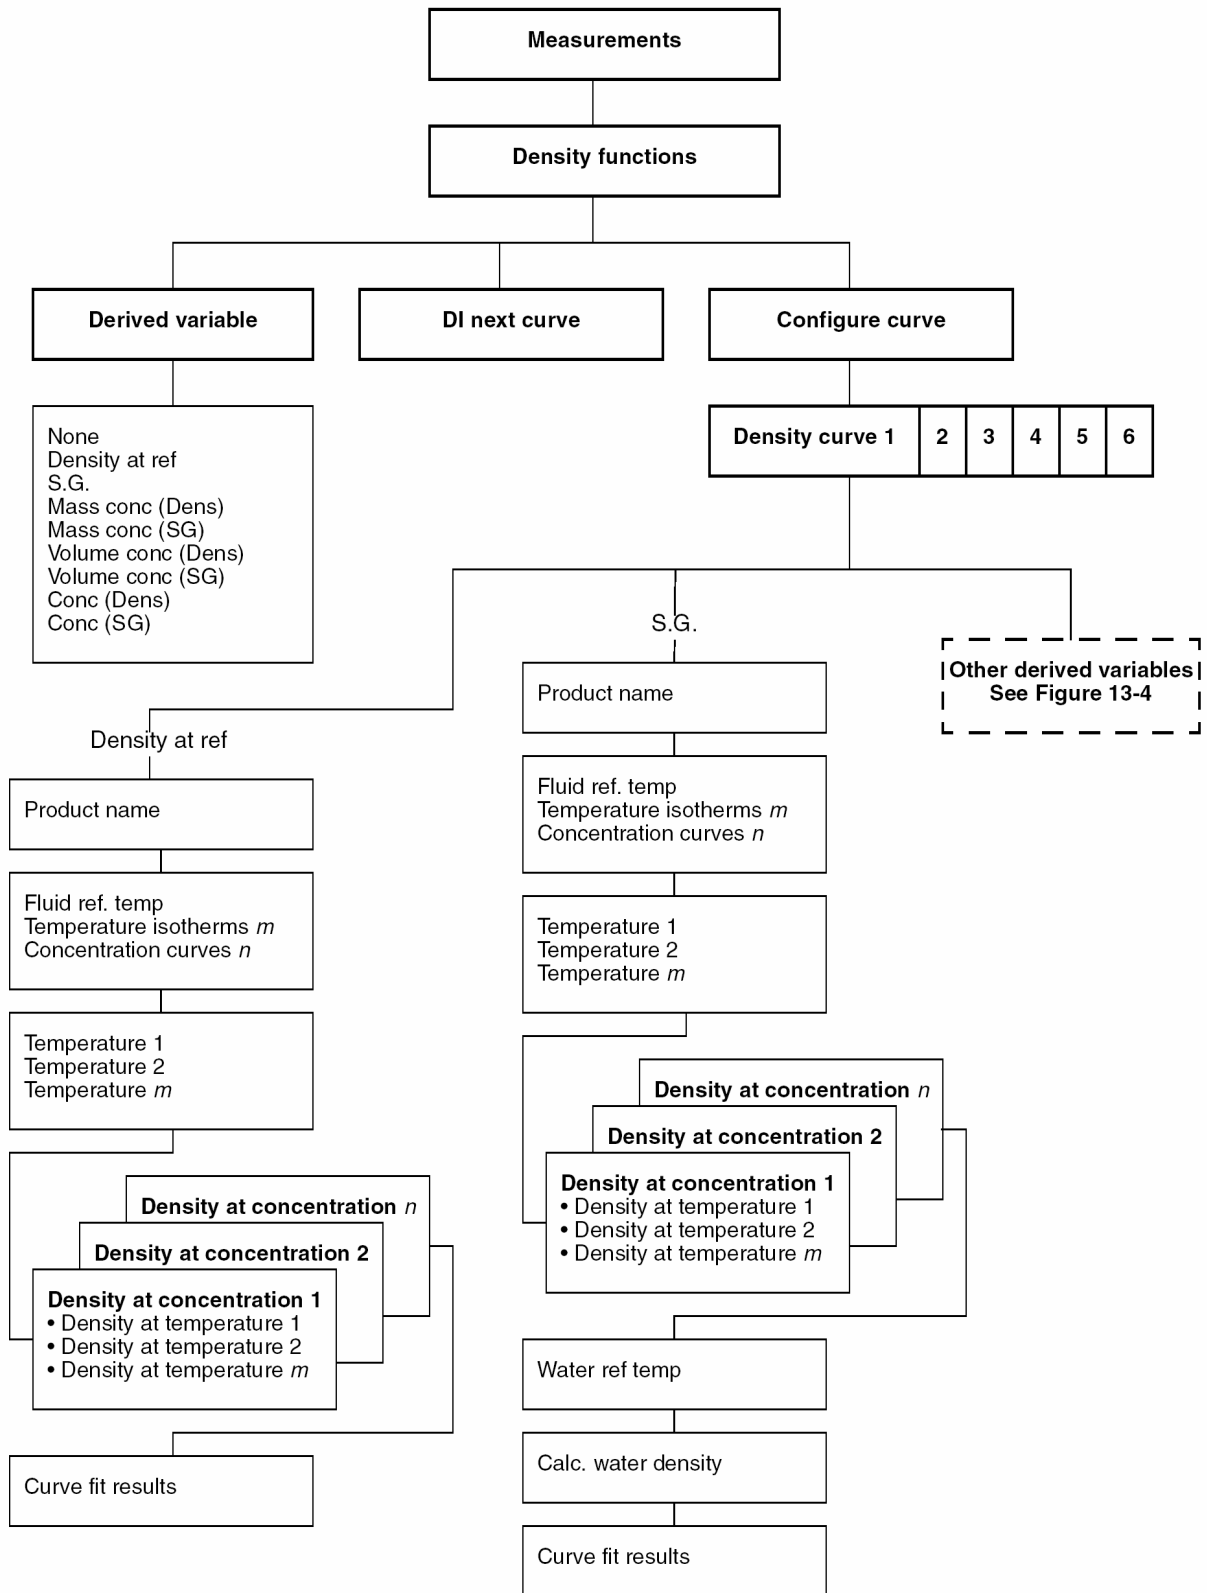 Measurements
Density functions
Derived variable
DI next curve
Configure curve
None
Density at ref
S.G.
Mass conc (Dens)
Mass conc (SG)
Volume conc (Dens)
Volume conc (SG)
Conc (Dens)
Conc (SG)
Density curve 1 2 3 4 5 6
Density at ref
Product name
Fluid ref. temp
Temperature isotherms m
Concentration curves n
Temperature 1
Temperature 2
Temperature m
Density at concentration n
Density at concentration 2
Density at concentration 1
• Density at temperature 1
• Density at temperature 2
• Density at temperature m
Curve fit results
S.G.
Product name
Fluid ref. temp
Temperature isotherms m
Concentration curves n
Temperature 1
Temperature 2
Temperature m
Density at concentration n
Density at concentration 2
Density at concentration 1
• Density at temperature 1
• Density at temperature 2
• Density at temperature m
Water ref temp
Calc. water density
Curve fit results
Other derived variables
See Figure 13-4